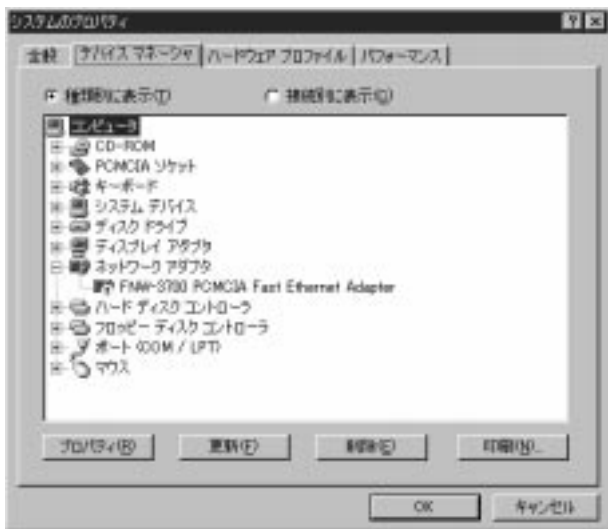 システムのプロパティ
全般 デバイス マネージャ ハードウェア プロファイル パフォーマンス
種類別に表示(T) 接続別に表示(C)
コンピュータ
CD-ROM
PCMCIA ソケット
キーボード
システム デバイス
ディスク ドライブ
ディスプレイ アダプタ
ネットワーク アダプタ
FNW-3700 PCMCIA Fast Ethernet Adapter
ハード ディスク コントローラ
フロッピー ディスク コントローラ
ポート (COM / LPT)
マウス
プロパティ(R) 更新(F) 削除(E) 印刷(N)...
OK キャンセル